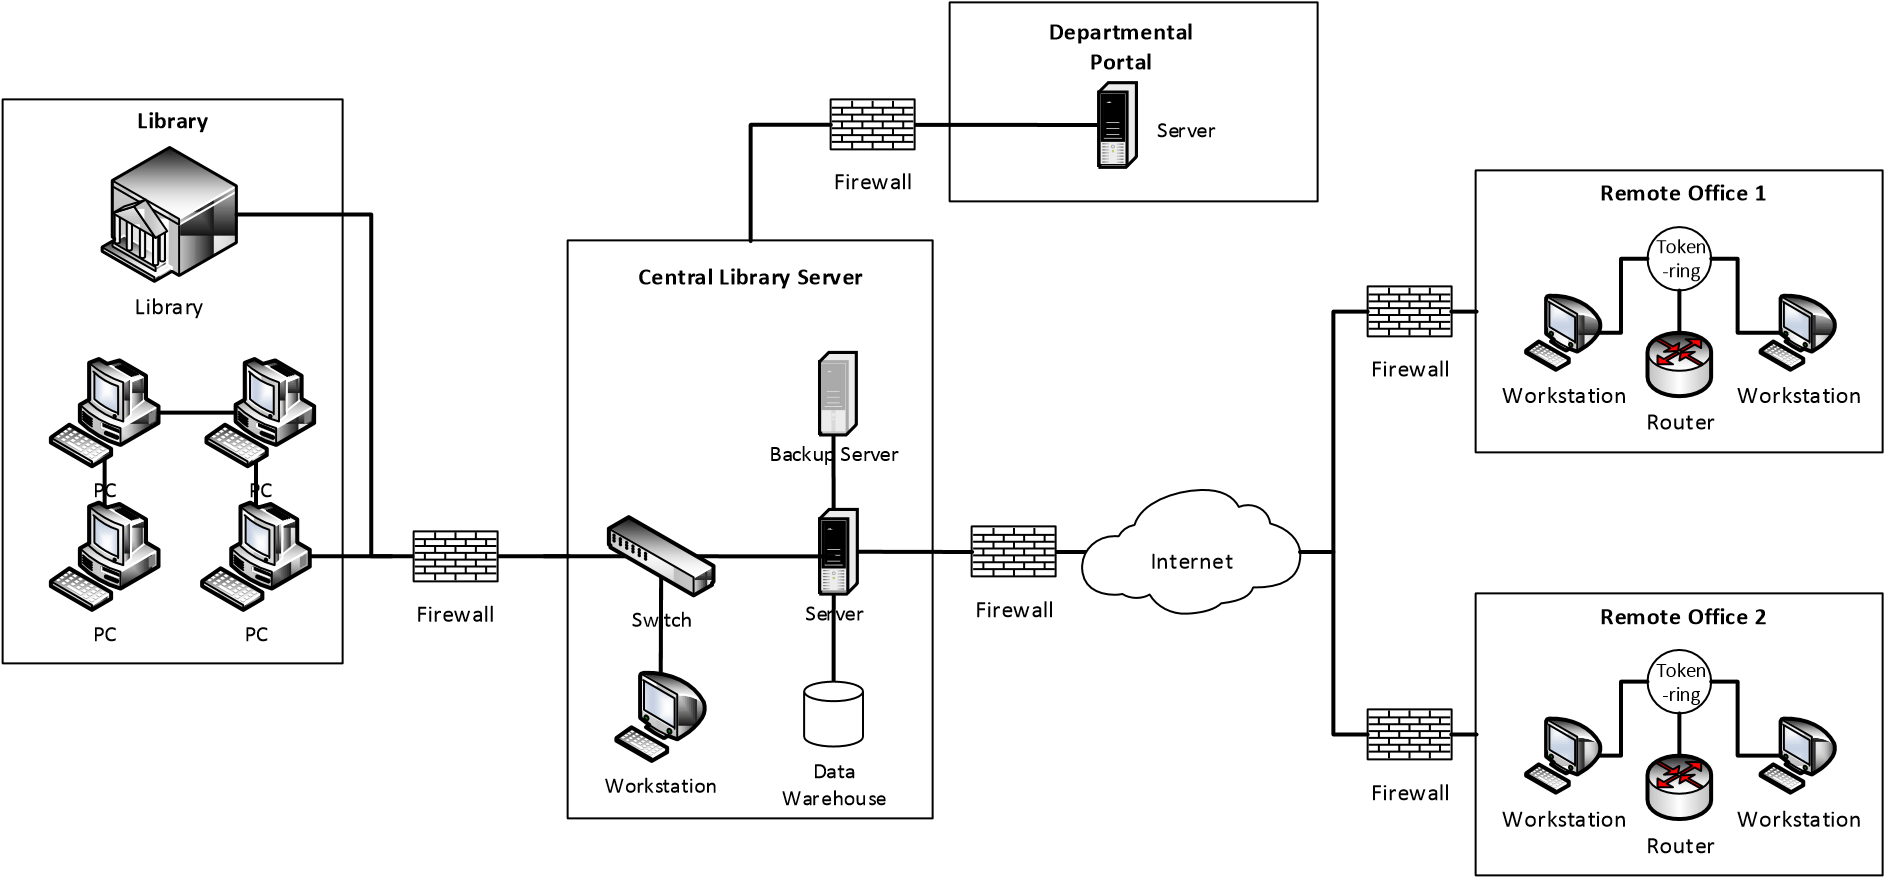 Departmental
Portal
Server
Firewall
Library
Library
PC
PC
PC
PC
Firewall
Central Library Server
Backup Server
Switch
Server
Workstation
Data
Warehouse
Firewall
Internet
Firewall
Remote Office 1
Token
-ring
Workstation
Workstation
Router
Firewall
Remote Office 2
Token
-ring
Workstation
Workstation
Router